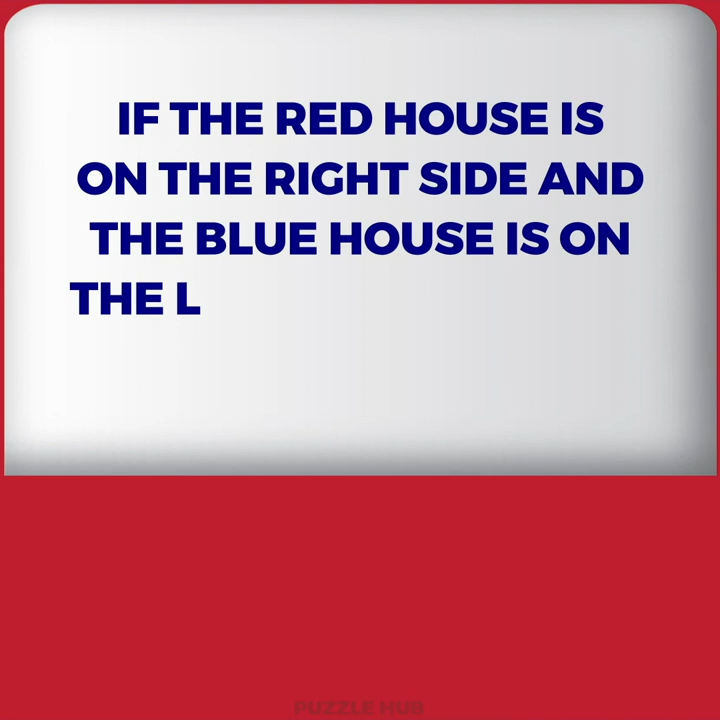 IF THE RED HOUSE IS
ON THE RIGHT SIDE AND
THE BLUE HOUSE IS ON
THE L
PUZZLE HUB